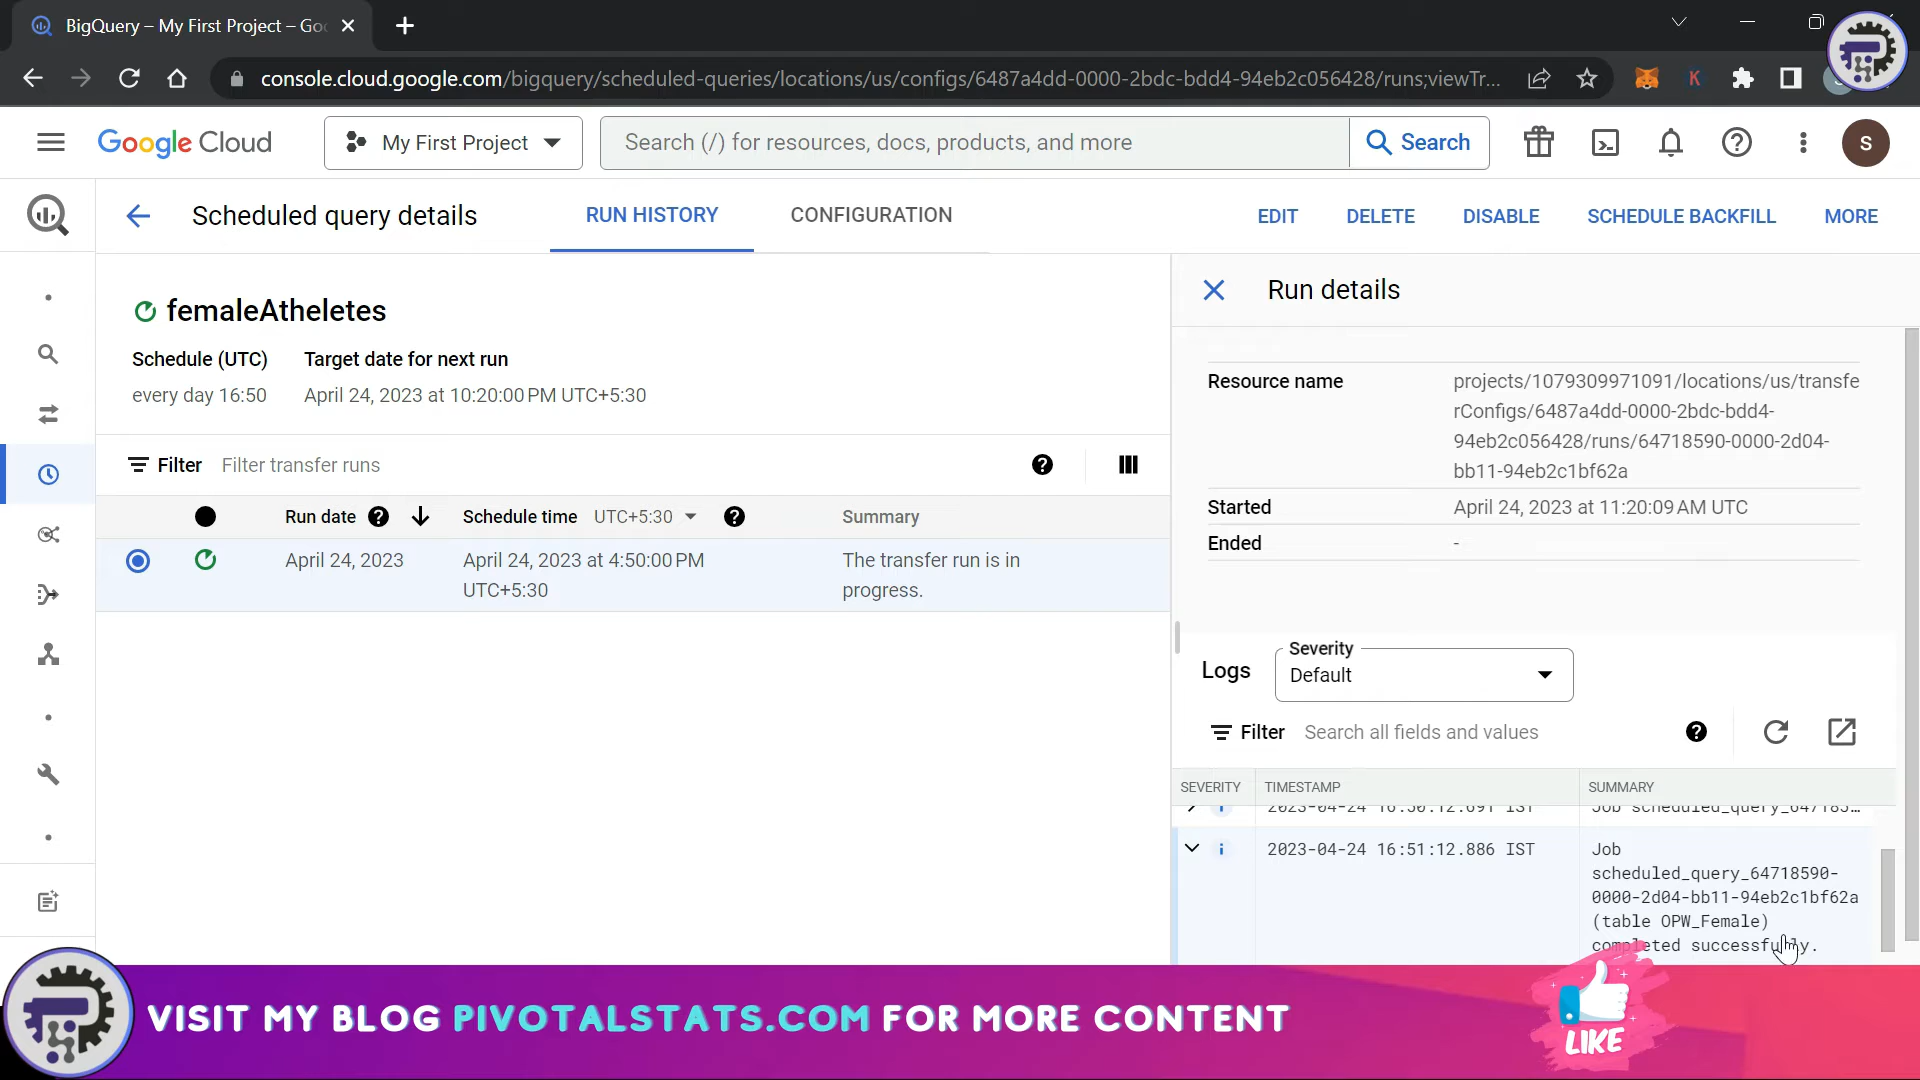 BigQuery – My First Project – Goo
console.cloud.google.com/bigquery/scheduled-queries/locations/us/configs/6487a4dd-0000-2bdc-bdd4-94eb2c056428/runs;viewTr...
K
Google Cloud
My First Project
Search (/) for resources, docs, products, and more
Search
S
Scheduled query details
RUN HISTORY
CONFIGURATION
EDIT
DELETE
DISABLE
SCHEDULE BACKFILL
MORE
femaleAtheletes
Schedule (UTC)
Target date for next run
every day 16:50
April 24, 2023 at 10:20:00 PM UTC+5:30
Filter
Filter transfer runs
Run date
Schedule time UTC+5:30
Summary
April 24, 2023
April 24, 2023 at 4:50:00 PM
UTC+5:30
The transfer run is in
progress.
Run details
Resource name
projects/1079309971091/locations/us/transfe
rConfigs/6487a4dd-0000-2bdc-bdd4-
94eb2c056428/runs/64718590-0000-2d04-
bb11-94eb2c1bf62a
Started
April 24, 2023 at 11:20:09 AM UTC
Ended
-
Logs
Severity
Default
Filter
Search all fields and values
SEVERITY
TIMESTAMP
SUMMARY
2023-04-24 16:50:12.691 IST
Job scheduled_query_647185...
2023-04-24 16:51:12.886 IST
Job
scheduled_query_64718590-
0000-2d04-bb11-94eb2c1bf62a
(table OPW_Female)
completed successfully.
VISIT MY BLOG PIVOTALSTATS.COM FOR MORE CONTENT
LIKE